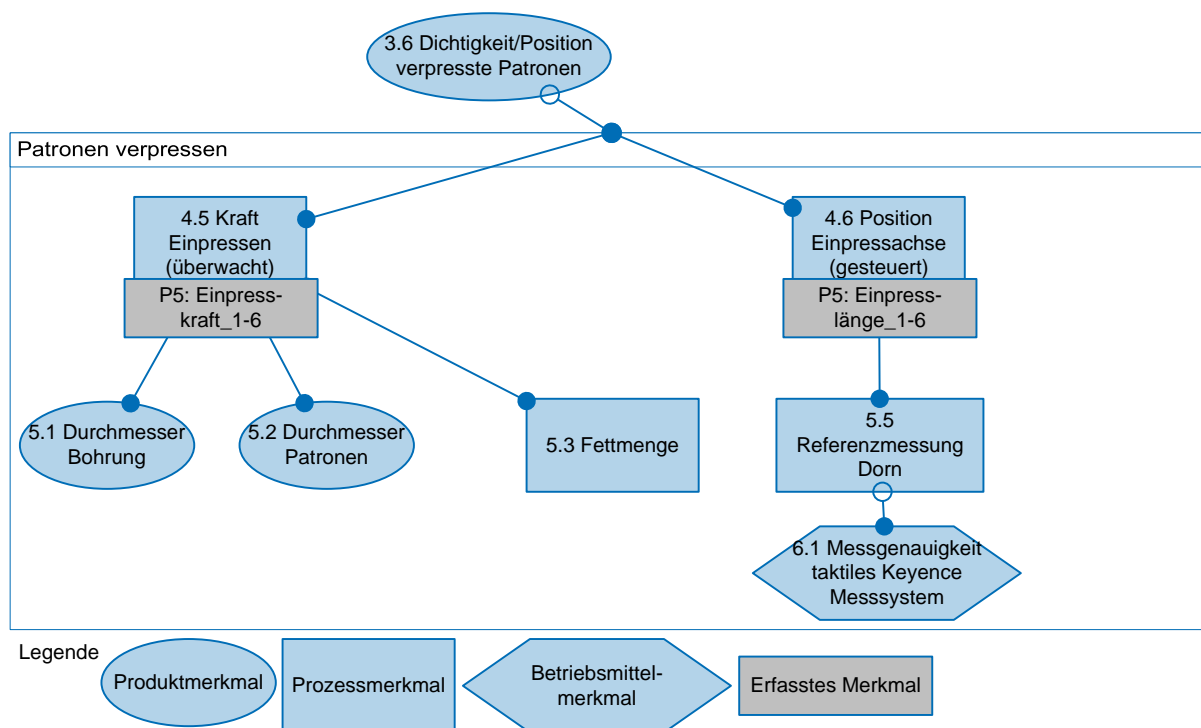 3.6 Dichtigkeit/Position
verpresste Patronen
Patronen verpressen
4.5 Kraft
Einpressen
(überwacht)
P5: Einpress-
kraft_1-6
4.6 Position
Einpressachse
(gesteuert)
P5: Einpress-
länge_1-6
5.1 Durchmesser
Bohrung
5.2 Durchmesser
Patronen
5.3 Fettmenge
5.5
Referenzmessung
Dorn
6.1 Messgenauigkeit
taktiles Keyence
Messsystem
Legende
Produktmerkmal
Prozessmerkmal
Betriebsmittel-
merkmal
Erfasstes Merkmal